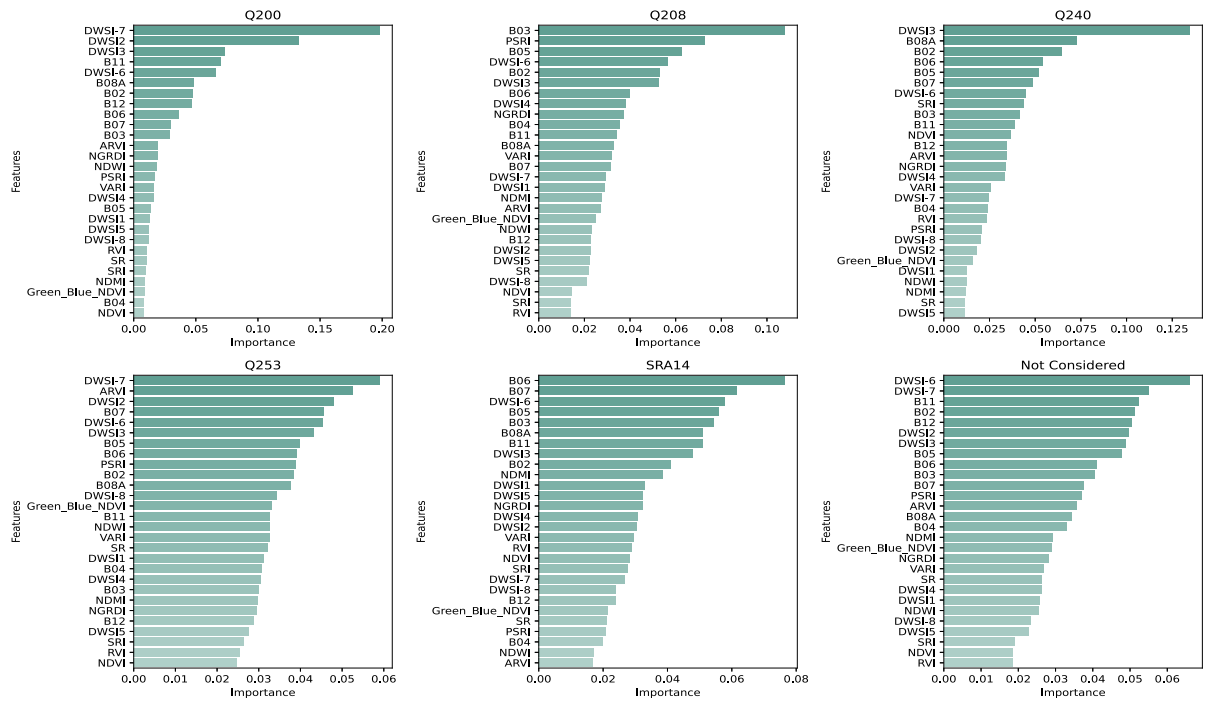 Q200
Features
DWSI-7
DWSI2
DWSI3
B11
DWSI-6
B08A
B02
B12
B06
B07
B03
ARVI
NGRDI
NDWI
PSRI
VARI
DWSI4
B05
DWSI1
DWSI5
DWSI-8
RVI
SR
SRI
NDMI
Green_Blue_NDVI
B04
NDVI
0.00 0.05 0.10 0.15 0.20
Importance
Q208
Features
B03
PSRI
B05
DWSI-6
B02
DWSI3
B06
DWSI4
NGRDI
B04
B11
B08A
VARI
B07
DWSI-7
DWSI1
NDMI
ARVI
Green_Blue_NDVI
NDWI
B12
DWSI2
DWSI5
SR
DWSI-8
NDVI
SRI
RVI
0.00 0.02 0.04 0.06 0.08 0.10
Importance
Q240
Features
DWSI3
B08A
B02
B06
B05
B07
DWSI-6
SRI
B03
B11
NDVI
B12
ARVI
NGRDI
DWSI4
VARI
DWSI-7
B04
RVI
PSRI
DWSI-8
DWSI2
Green_Blue_NDVI
DWSI1
NDWI
NDMI
SR
DWSI5
0.000 0.025 0.050 0.075 0.100 0.125
Importance
Q253
Features
DWSI-7
ARVI
DWSI2
B07
DWSI-6
DWSI3
B05
B06
PSRI
B02
B08A
DWSI-8
Green_Blue_NDVI
B11
NDWI
VARI
SR
DWSI1
B04
DWSI4
B03
NDMI
NGRDI
B12
DWSI5
SRI
RVI
NDVI
0.00 0.01 0.02 0.03 0.04 0.05 0.06
Importance
SRA14
Features
B06
B07
DWSI-6
B05
B03
B08A
B11
DWSI3
B02
NDMI
DWSI1
DWSI5
NGRDI
DWSI4
DWSI2
VARI
RVI
NDVI
SRI
DWSI-7
DWSI-8
B12
Green_Blue_NDVI
SR
PSRI
B04
NDWI
ARVI
0.00 0.02 0.04 0.06 0.08
Importance
Not Considered
Features
DWSI-6
DWSI-7
B11
B02
B12
DWSI2
DWSI3
B05
B06
B03
B07
PSRI
ARVI
B08A
B04
NDMI
Green_Blue_NDVI
NGRDI
VARI
SR
DWSI4
DWSI1
NDWI
DWSI-8
DWSI5
SRI
NDVI
RVI
0.00 0.01 0.02 0.03 0.04 0.05 0.06
Importance